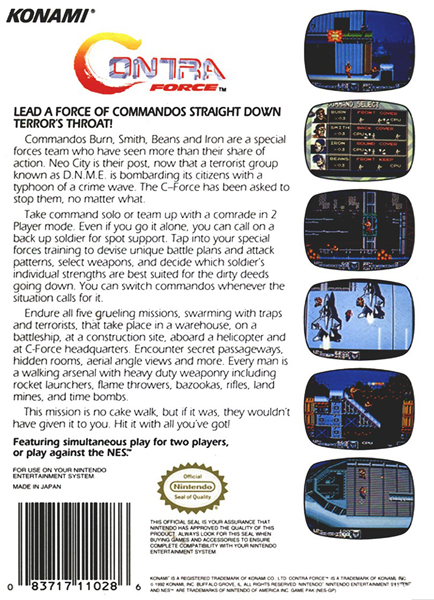 KONAMI®
CONTRA
FORCE™
LEAD A FORCE OF COMMANDOS STRAIGHT DOWN
TERROR'S THROAT!
Commandos Burn, Smith, Beans and Iron are a special
forces team who have seen more than their share of
action. Neo City is their post, now that a terrorist group
known as D.N.M.E. is bombarding its citizens with a
typhoon of a crime wave. The C-Force has been asked to
stop them, no matter what.
Take command solo or team up with a comrade in 2
Player mode. Even if you go it alone, you can call on a
back up soldier for spot support. Tap into your special
forces training to devise unique battle plans and attack
patterns, select weapons, and decide which soldier's
individual strengths are best suited for the dirty deeds
going down. You can switch commandos whenever the
situation calls for it.
Endure all five grueling missions, swarming with traps
and terrorists, that take place in a warehouse, on a
battleship, at a construction site, aboard a helicopter and
at C-Force headquarters. Encounter secret passageways,
hidden rooms, aerial angle views and more. Every man is
a walking arsenal with heavy duty weaponry including
rocket launchers, flame throwers, bazookas, rifles, land
mines, and time bombs.
This mission is no cake walk, but if it was, they wouldn't
have given it to you. Hit it with all you've got!
Featuring simultaneous play for two players,
or play against the NES.™
FOR USE ON YOUR NINTENDO
ENTERTAINMENT SYSTEM
MADE IN JAPAN
Official
Nintendo
Seal of Quality
THIS OFFICIAL SEAL IS YOUR ASSURANCE THAT
NINTENDO HAS APPROVED THE QUALITY OF THIS
PRODUCT. ALWAYS LOOK FOR THIS SEAL WHEN
BUYING GAMES AND ACCESSORIES TO ENSURE
COMPLETE COMPATIBILITY WITH YOUR NINTENDO
ENTERTAINMENT SYSTEM
0 83717 11028 6
KONAMI® IS A REGISTERED TRADEMARK OF KONAMI CO. LTD. CONTRA FORCE™ IS A TRADEMARK OF KONAMI, INC.
© 1992 KONAMI INC. BUFFALO GROVE, IL. ALL RIGHTS RESERVED. NINTENDO® NINTENDO ENTERTAINMENT SYSTEM®
AND NES™ ARE TRADEMARKS OF NINTENDO OF AMERICA INC. GAME PAK (NES-GP)
COMMAND SELECT
BURN FRONT COVER
-03 CPU
SMITH BACK COVER
-03 CPU
IRON ROUND COVER
-03 CPU
BEANS FRONT KEEP
-03 CPU
CPU